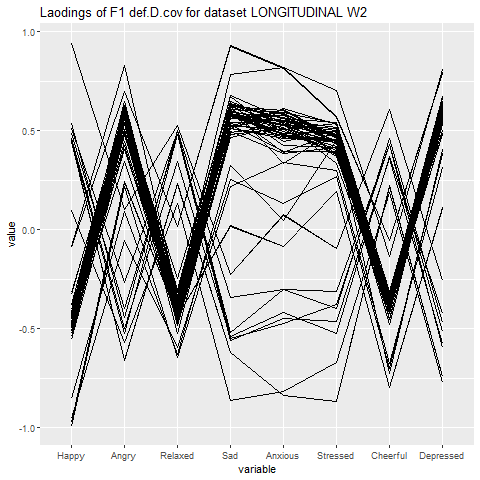 Laodings of F1 def.D.cov for dataset LONGITUDINAL W2
1.0
0.5
0.0
-0.5
-1.0
value
Happy Angry Relaxed Sad Anxious Stressed Cheerful Depressed
variable